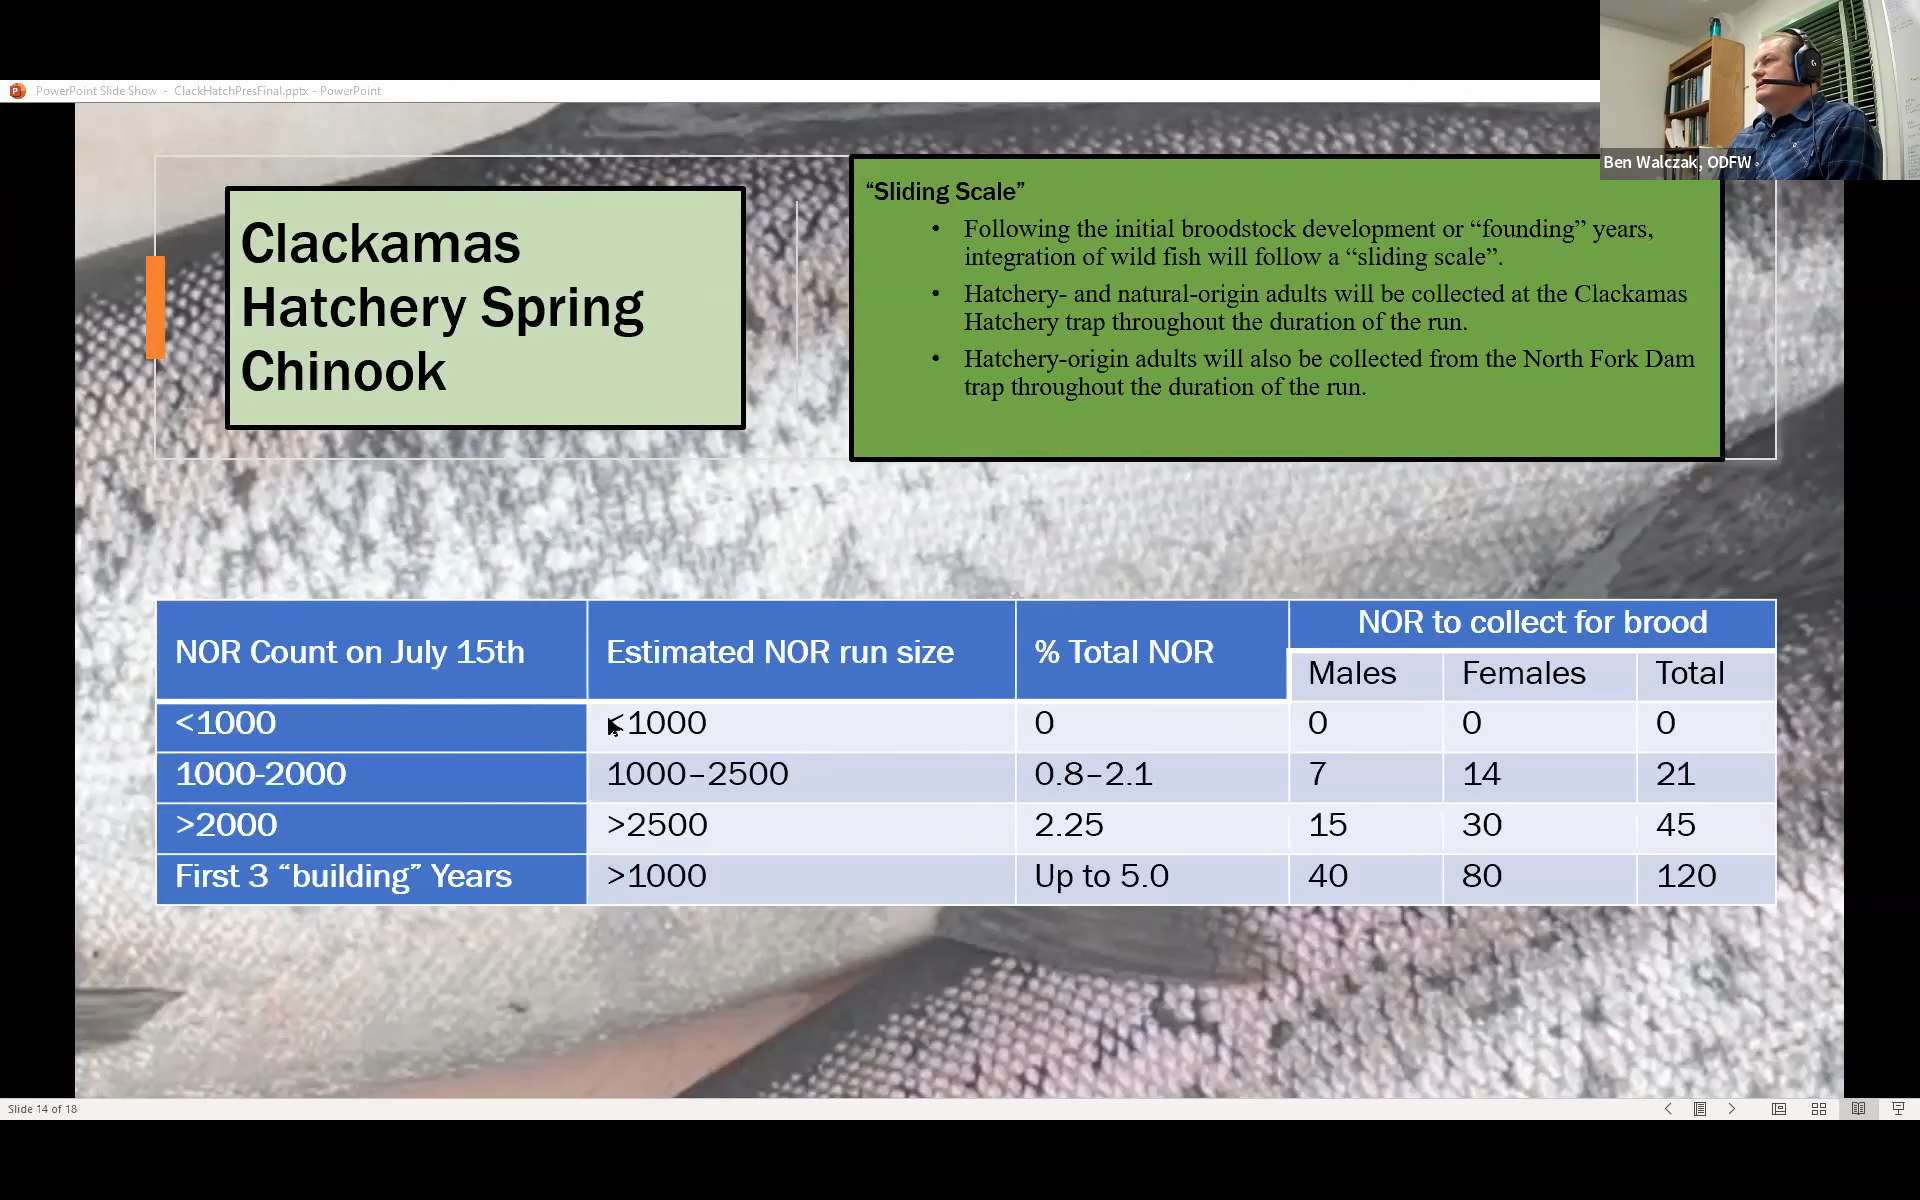 PowerPoint Slide Show - ClackHatchPresFinal.pptx - PowerPoint
Ben Walczak, ODFW
Clackamas
Hatchery Spring
Chinook
“Sliding Scale”
• Following the initial broodstock development or “founding” years,
integration of wild fish will follow a “sliding scale”.
• Hatchery- and natural-origin adults will be collected at the Clackamas
Hatchery trap throughout the duration of the run.
• Hatchery-origin adults will also be collected from the North Fork Dam
trap throughout the duration of the run.
NOR Count on July 15th Estimated NOR run size % Total NOR NOR to collect for brood
Males Females Total
<1000 <1000 0 0 0 0
1000-2000 1000–2500 0.8–2.1 7 14 21
>2000 >2500 2.25 15 30 45
First 3 “building” Years >1000 Up to 5.0 40 80 120
Slide 14 of 18